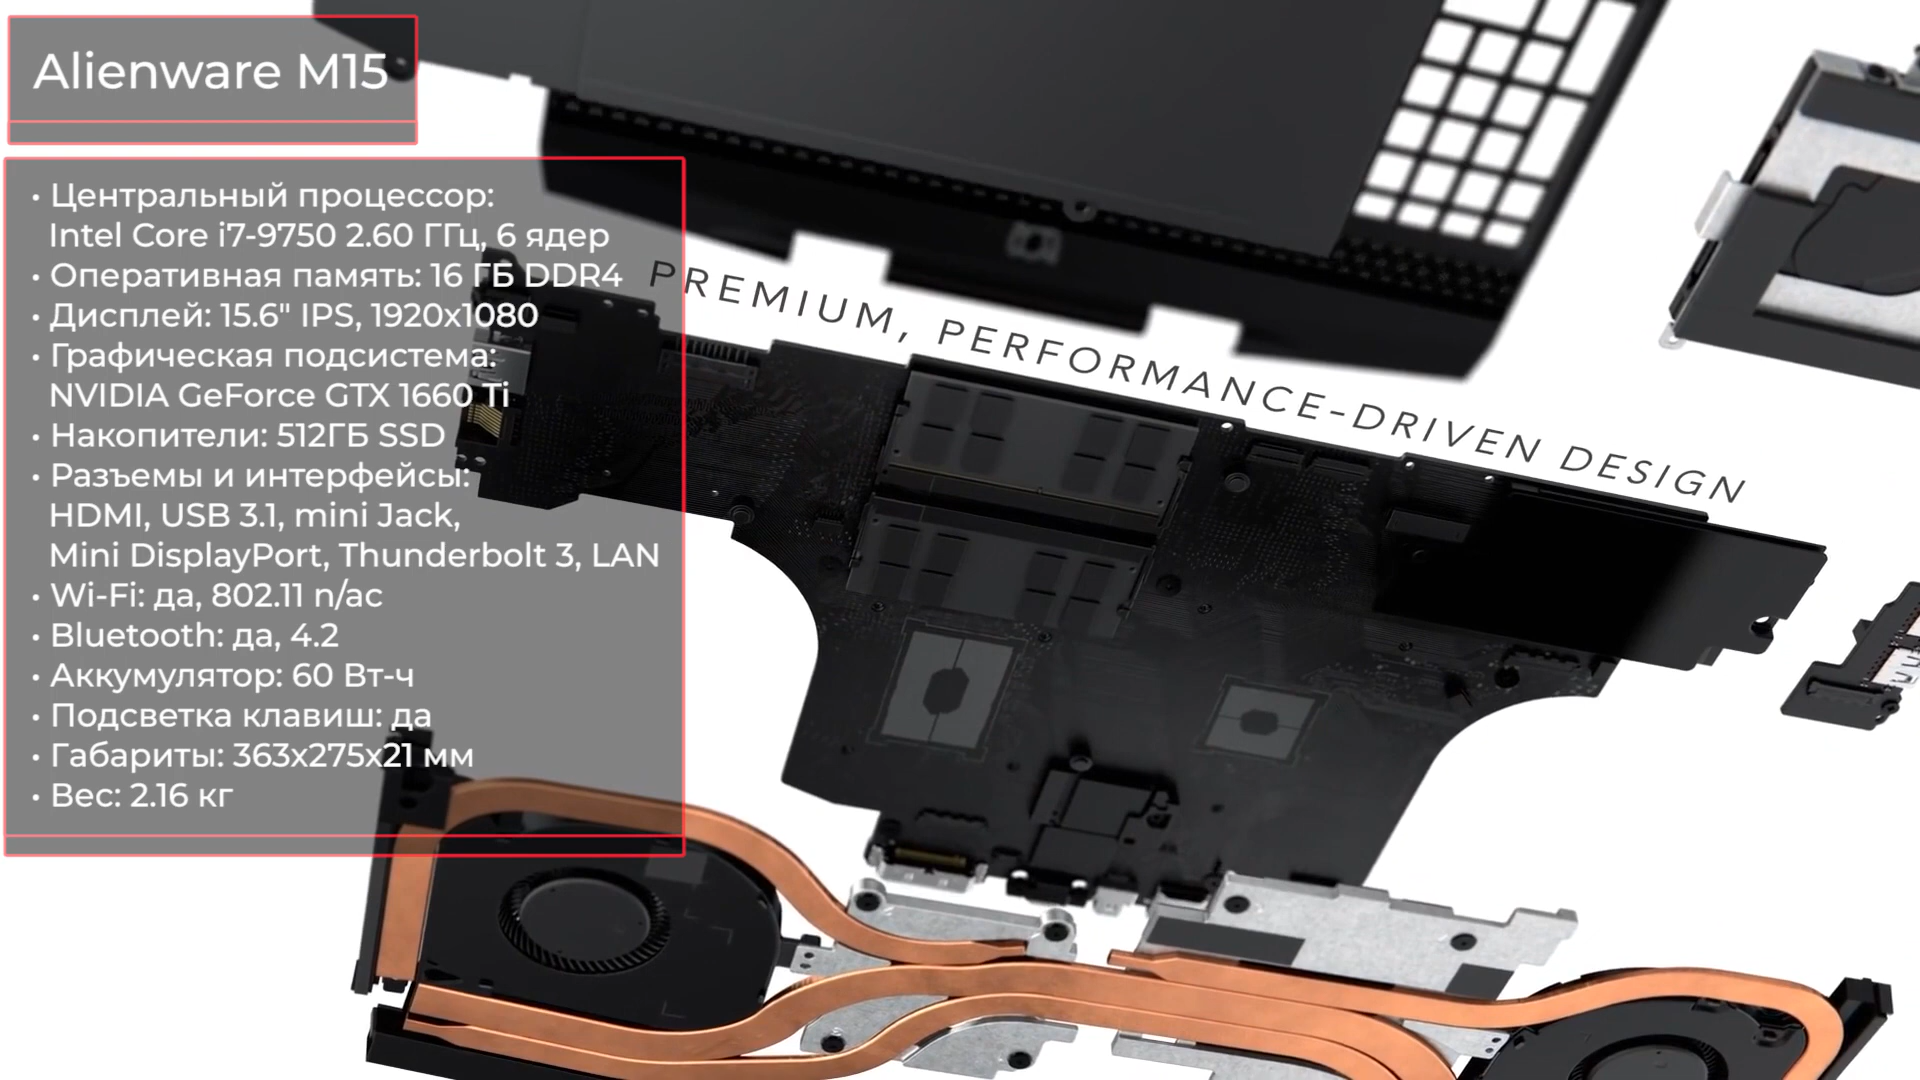 Alienware M15
• Центральный процессор:
Intel Core i7-9750 2.60 ГГц, 6 ядер
• Оперативная память: 16 ГБ DDR4
• Дисплей: 15.6" IPS, 1920x1080
• Графическая подсистема:
NVIDIA GeForce GTX 1660 Ti
• Накопители: 512ГБ SSD
• Разъемы и интерфейсы:
HDMI, USB 3.1, mini Jack,
Mini DisplayPort, Thunderbolt 3, LAN
• Wi-Fi: да, 802.11 n/ac
• Bluetooth: да, 4.2
• Аккумулятор: 60 Вт-ч
• Подсветка клавиш: да
• Габариты: 363x275x21 мм
• Вес: 2.16 кг
PREMIUM, PERFORMANCE-DRIVEN DESIGN